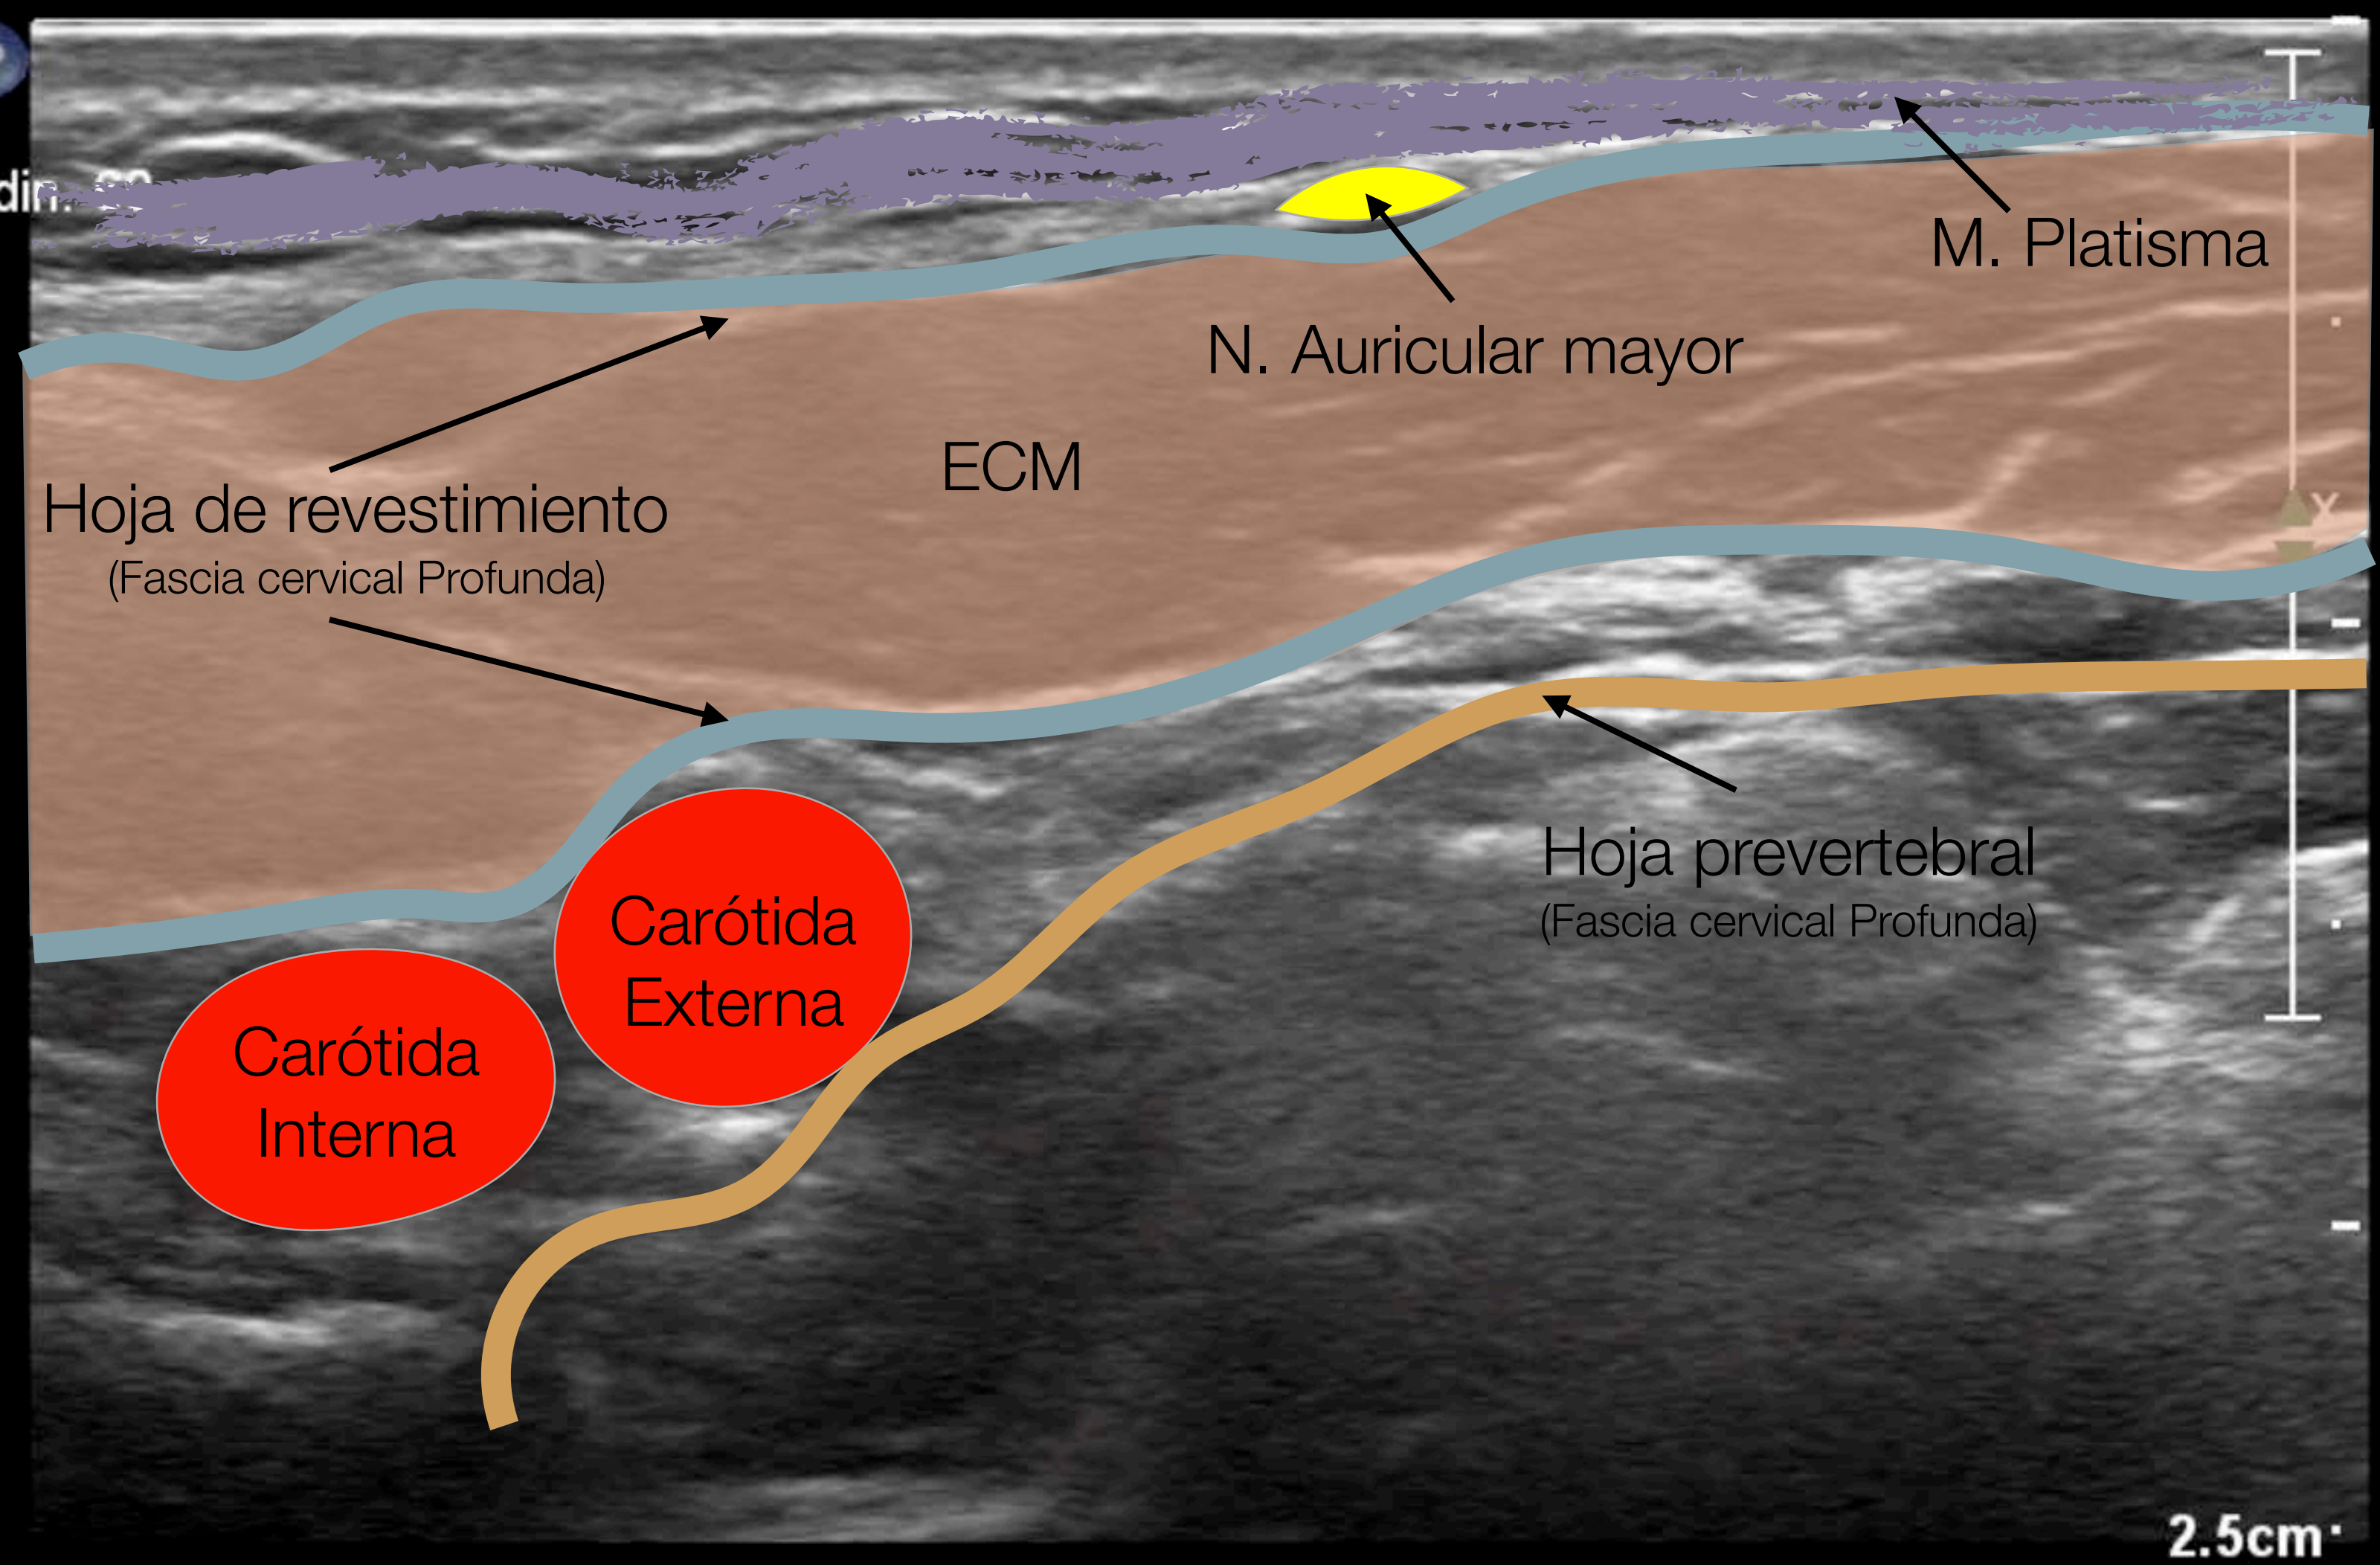 M. Platisma
N. Auricular mayor
ECM
Hoja de revestimiento
(Fascia cervical Profunda)
X
Hoja prevertebral
(Fascia cervical Profunda)
Carótida
Externa
Carótida
Interna
2.5cm